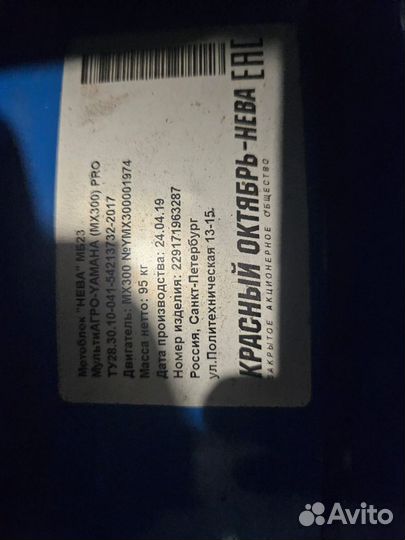 Мотоблок "НЕВА" МБ23
МультиАГРО-YAMAHA (MX300) PRO
ТУ28.30.10-041-54213732-2017
Двигатель: MX300 №YMX300001974
Масса нетто: 95 кг
Дата производства: 24.04.19
Номер изделия: 229171963287
Россия, Санкт-Петербург
ул.Политехническая 13-15.
КРАСНЫЙ ОКТЯБРЬ-НЕВА
ЗАКРЫТОЕ АКЦИОНЕРНОЕ ОБЩЕСТВО
EAC
Avito